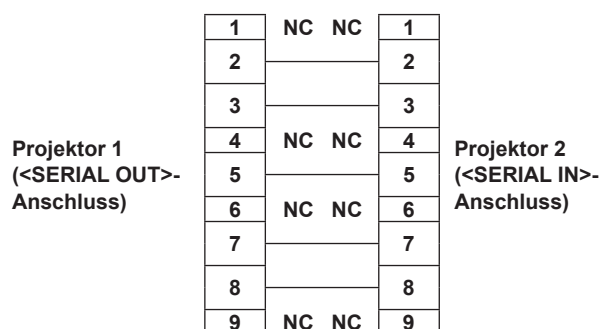 1 NC NC 1
2 2
3 3
4 NC NC 4
5 5
6 NC NC 6
7 7
8 8
9 NC NC 9
Projektor 1
(<SERIAL OUT>-
Anschluss)
Projektor 2
(<SERIAL IN>-
Anschluss)